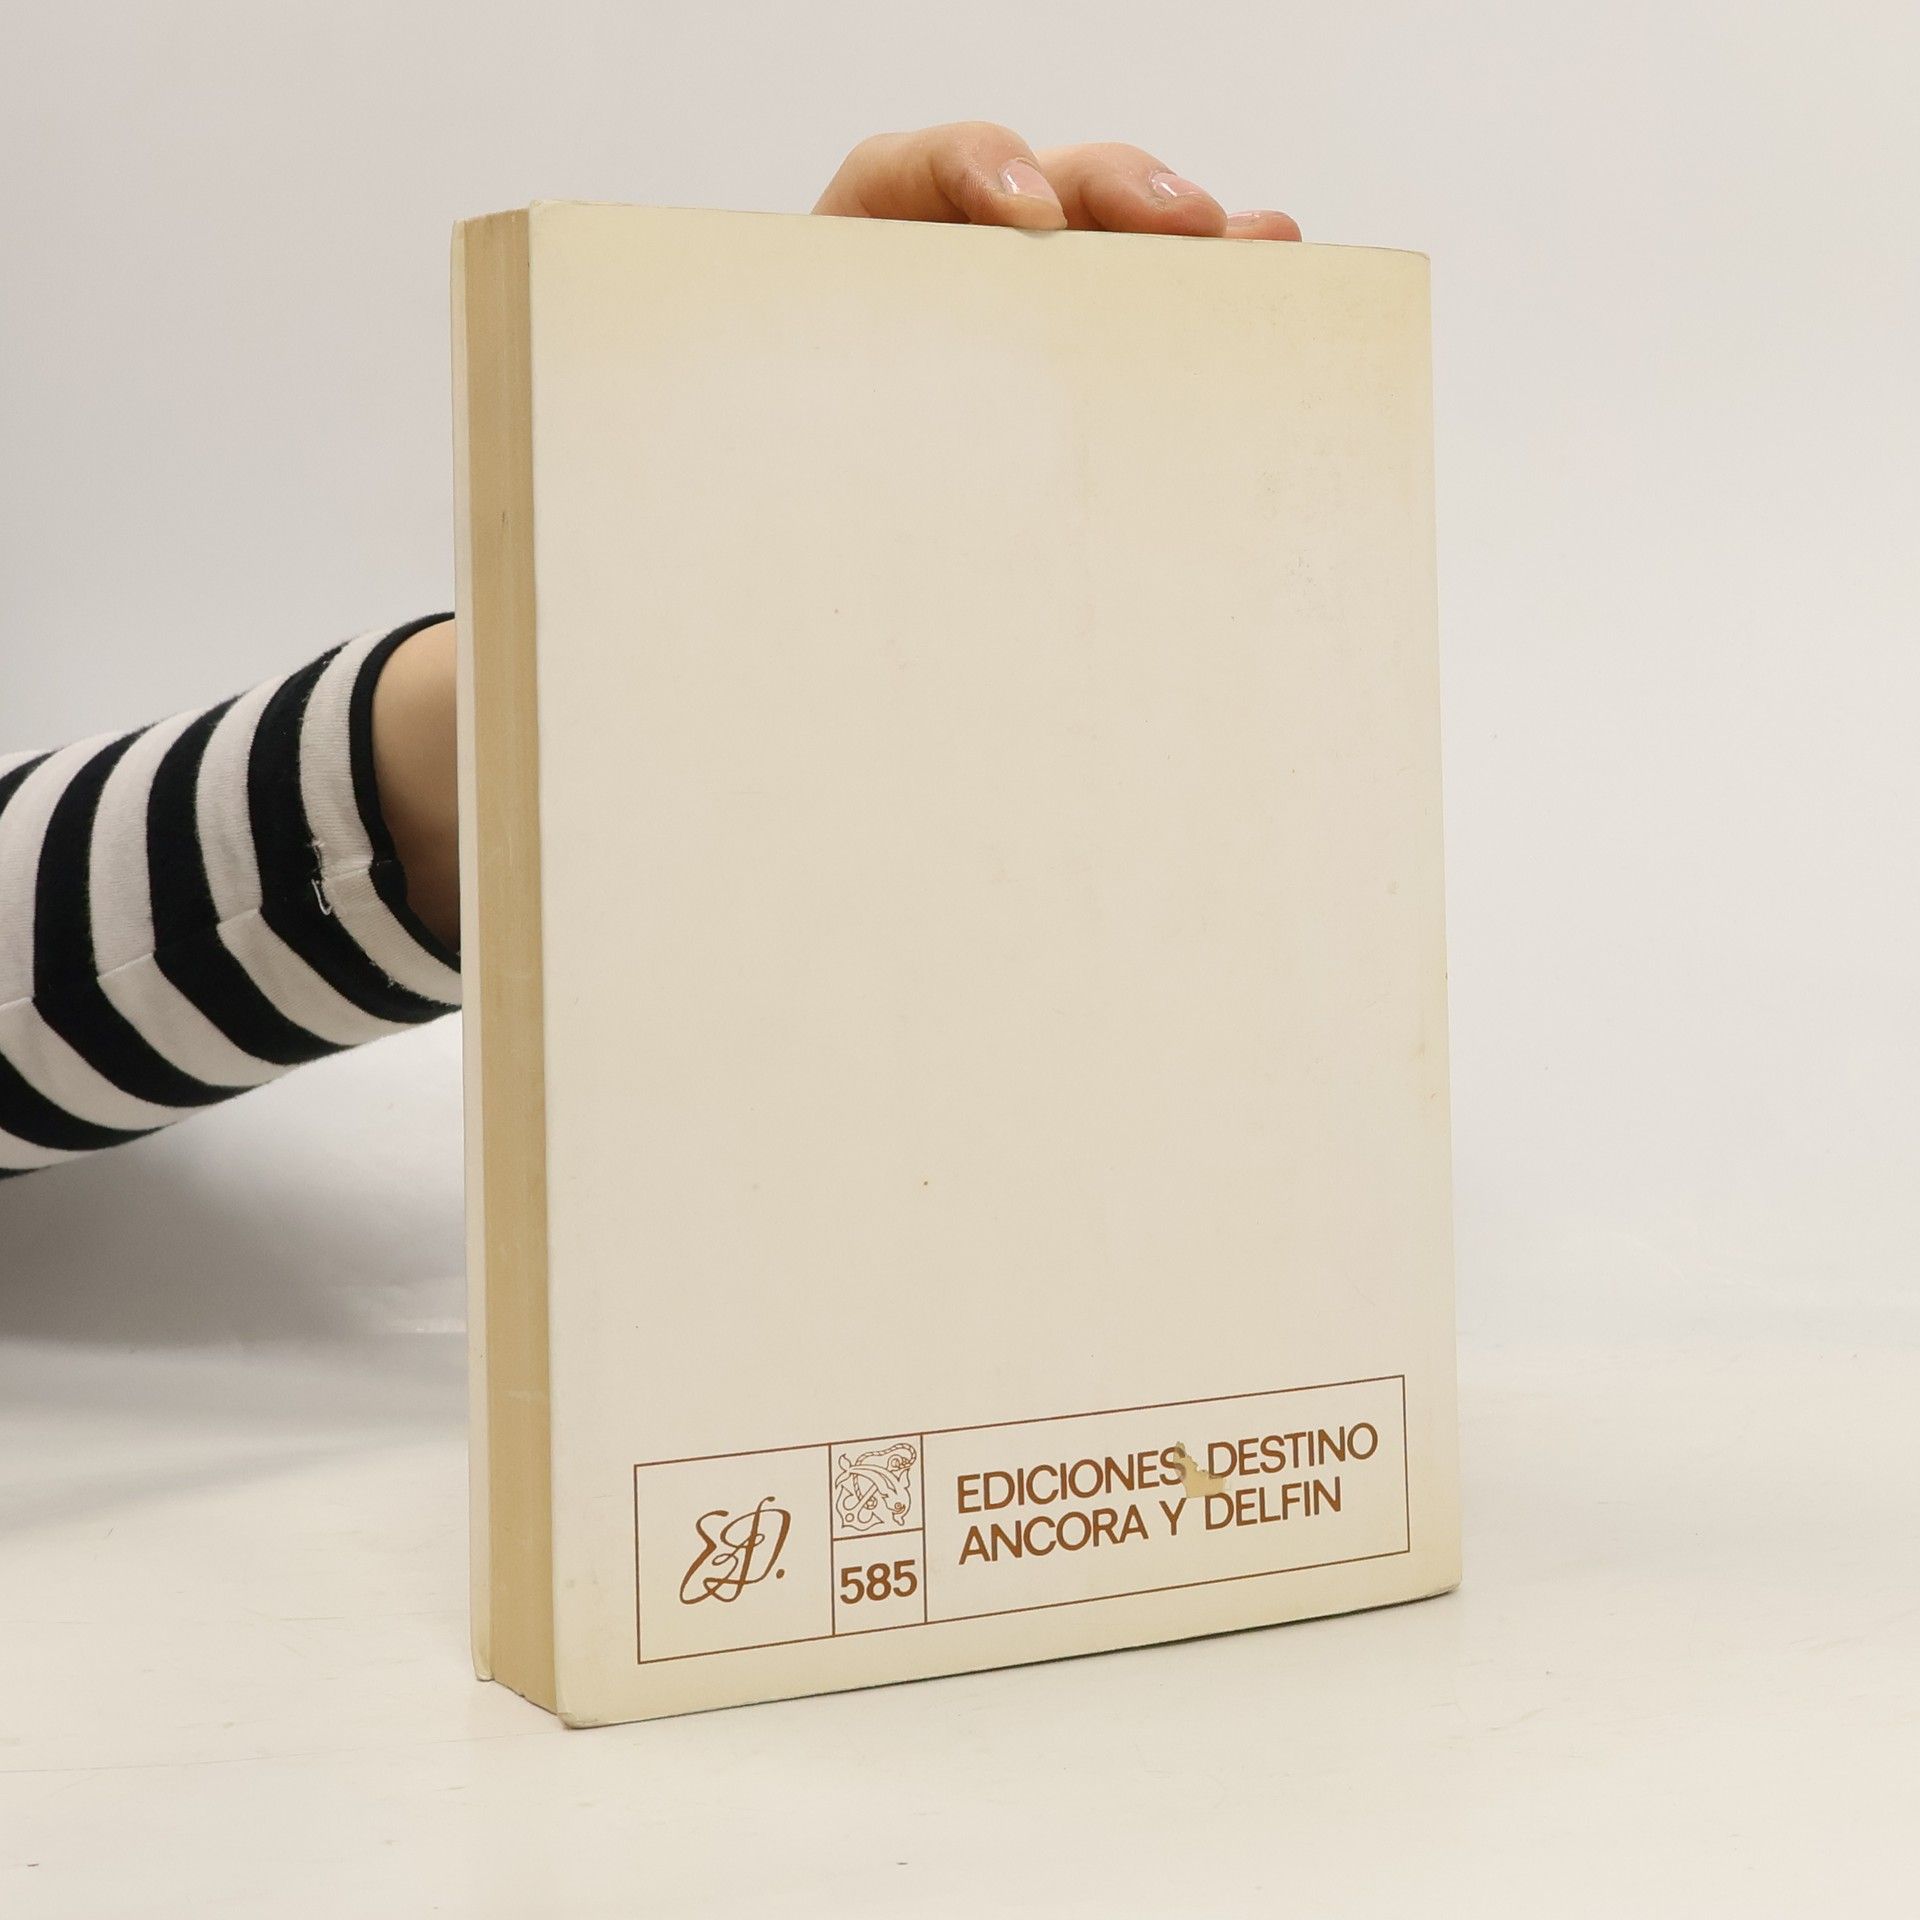 ED.
585
EDICIONES DESTINO
ANCORA Y DELFIN